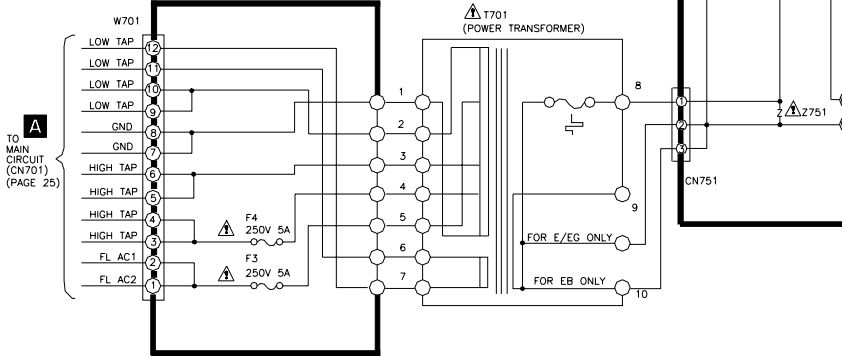 W701
LOW TAP 12
LOW TAP 11
LOW TAP 10
LOW TAP 9
GND 8
GND 7
HIGH TAP 6
HIGH TAP 5
HIGH TAP 4
HIGH TAP 3
FL AC1 2
FL AC2 1
A
TO
MAIN
CIRCUIT
(CN701)
(PAGE 25)
F4
250V 5A
F3
250V 5A
1
2
3
4
5
6
7
T701
(POWER TRANSFORMER)
8
9
FOR E/EG ONLY
FOR EB ONLY
10
1
2
3
CN751
Z
Z751